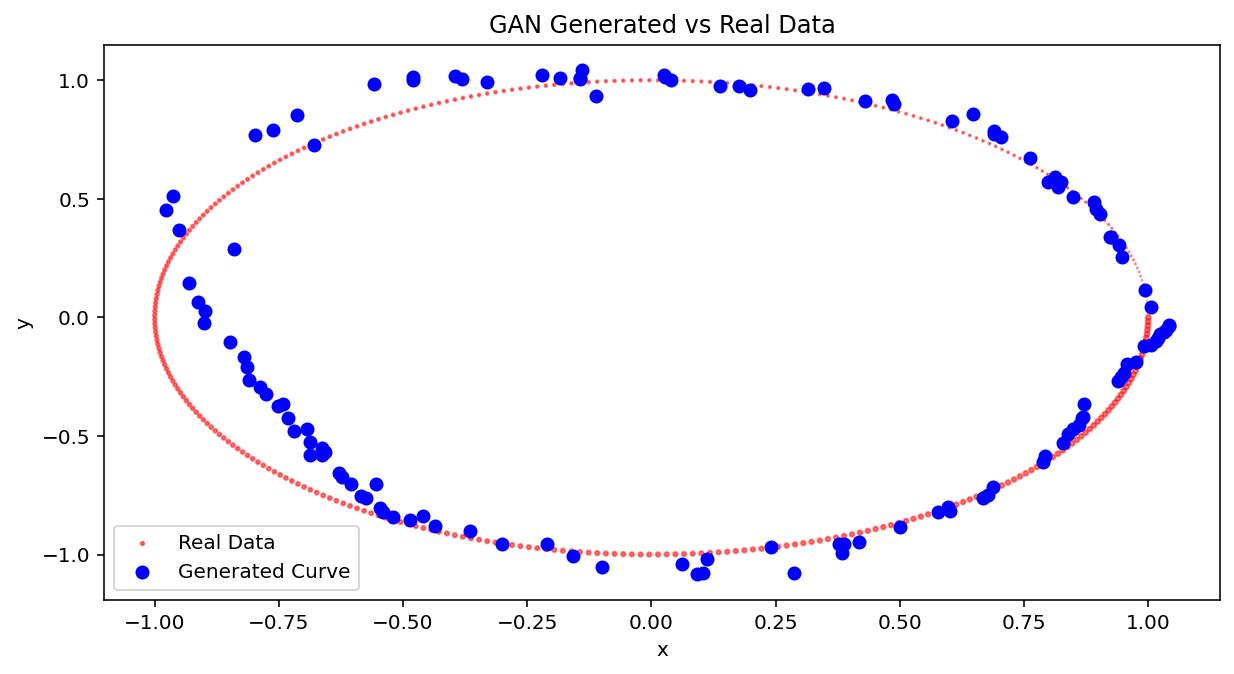 GAN Generated vs Real Data
1.0
0.5
0.0
−0.5
−1.0
y
Real Data
Generated Curve
−1.00 −0.75 −0.50 −0.25 0.00 0.25 0.50 0.75 1.00
x